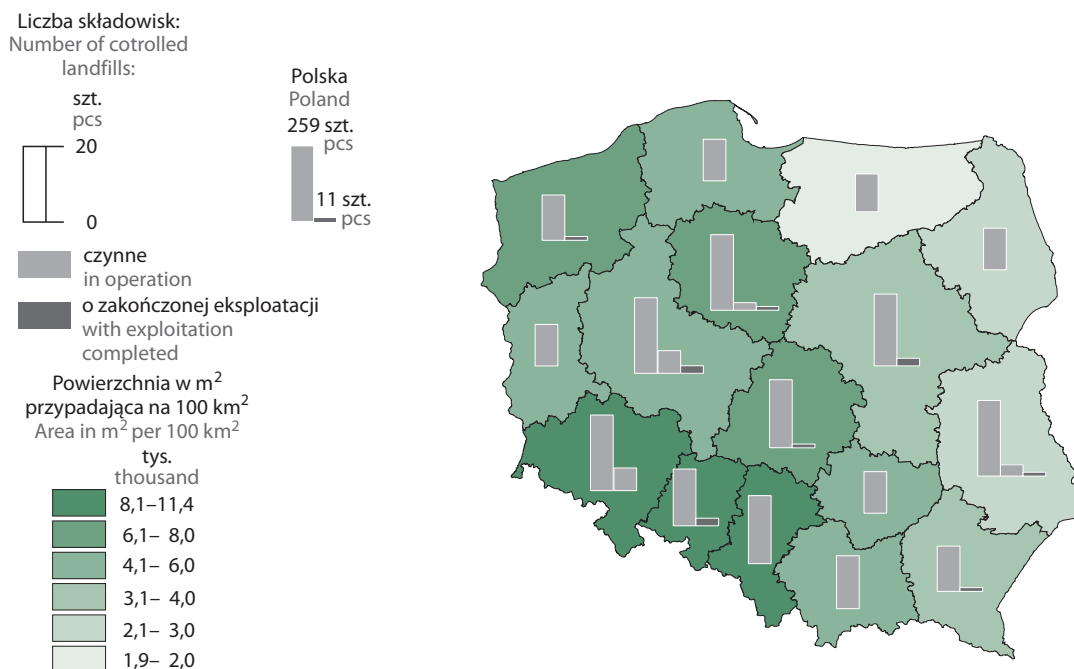 Liczba składowisk:
Number of cotrolled
landfills:
szt.
pcs
20
0
Polska
Poland
259 szt.
pcs
11 szt.
pcs
czynne
in operation
o zakończonej eksploatacji
with exploitation
completed
Powierzchnia w m²
przypadająca na 100 km²
Area in m² per 100 km²
tys.
thousand
8,1–11,4
6,1– 8,0
4,1– 6,0
3,1– 4,0
2,1– 3,0
1,9– 2,0